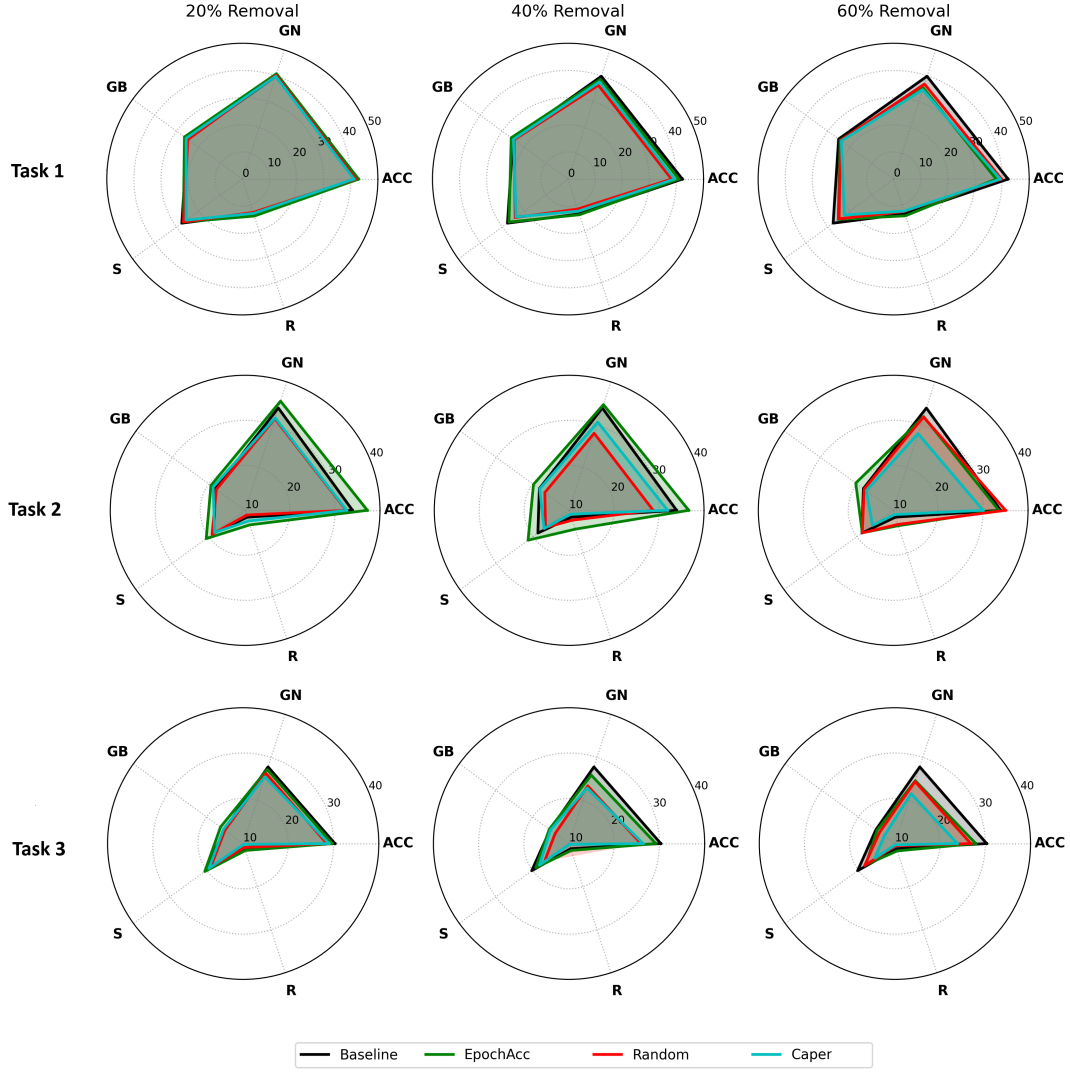 20% Removal 40% Removal 60% Removal
GN GN GN
GB GB GB
50 50 50
40 40 40
30 30 30
20 20 20
10 10 10
0 0 0
Task 1
ACC ACC ACC
S S S
R R R
GN GN GN
GB GB GB
40 40 40
30 30 30
20 20 20
10 10 10
Task 2
ACC ACC ACC
S S S
R R R
GN GN GN
GB GB GB
40 40 40
30 30 30
20 20 20
10 10 10
Task 3
ACC ACC ACC
S S S
R R R
Baseline EpochAcc Random Caper